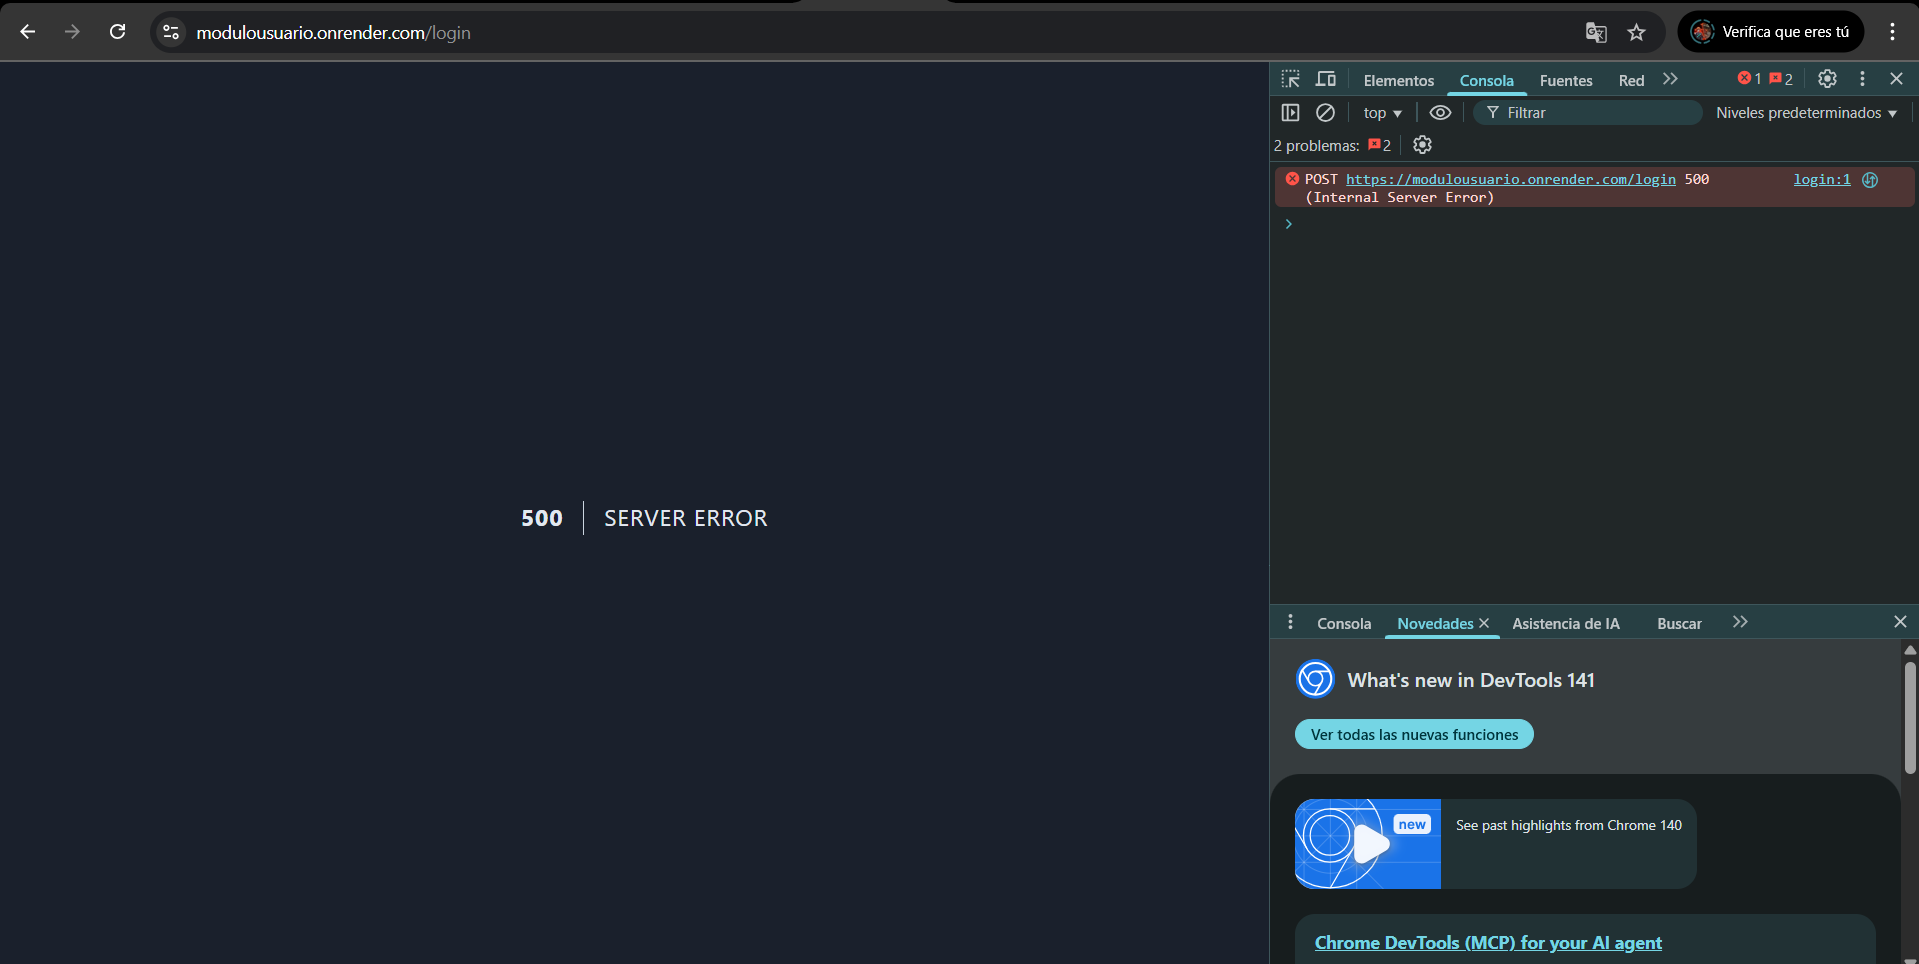 modulousuario.onrender.com/login
Verifica que eres tú
Elementos
Consola
Fuentes
Red
1
2
top
Filtrar
Niveles predeterminados
2 problemas:
2
POST https://modulousuario.onrender.com/login 500
(Internal Server Error)
login:1
500
SERVER ERROR
Consola
Novedades
Asistencia de IA
Buscar
What's new in DevTools 141
Ver todas las nuevas funciones
new
See past highlights from Chrome 140
Chrome DevTools (MCP) for your AI agent